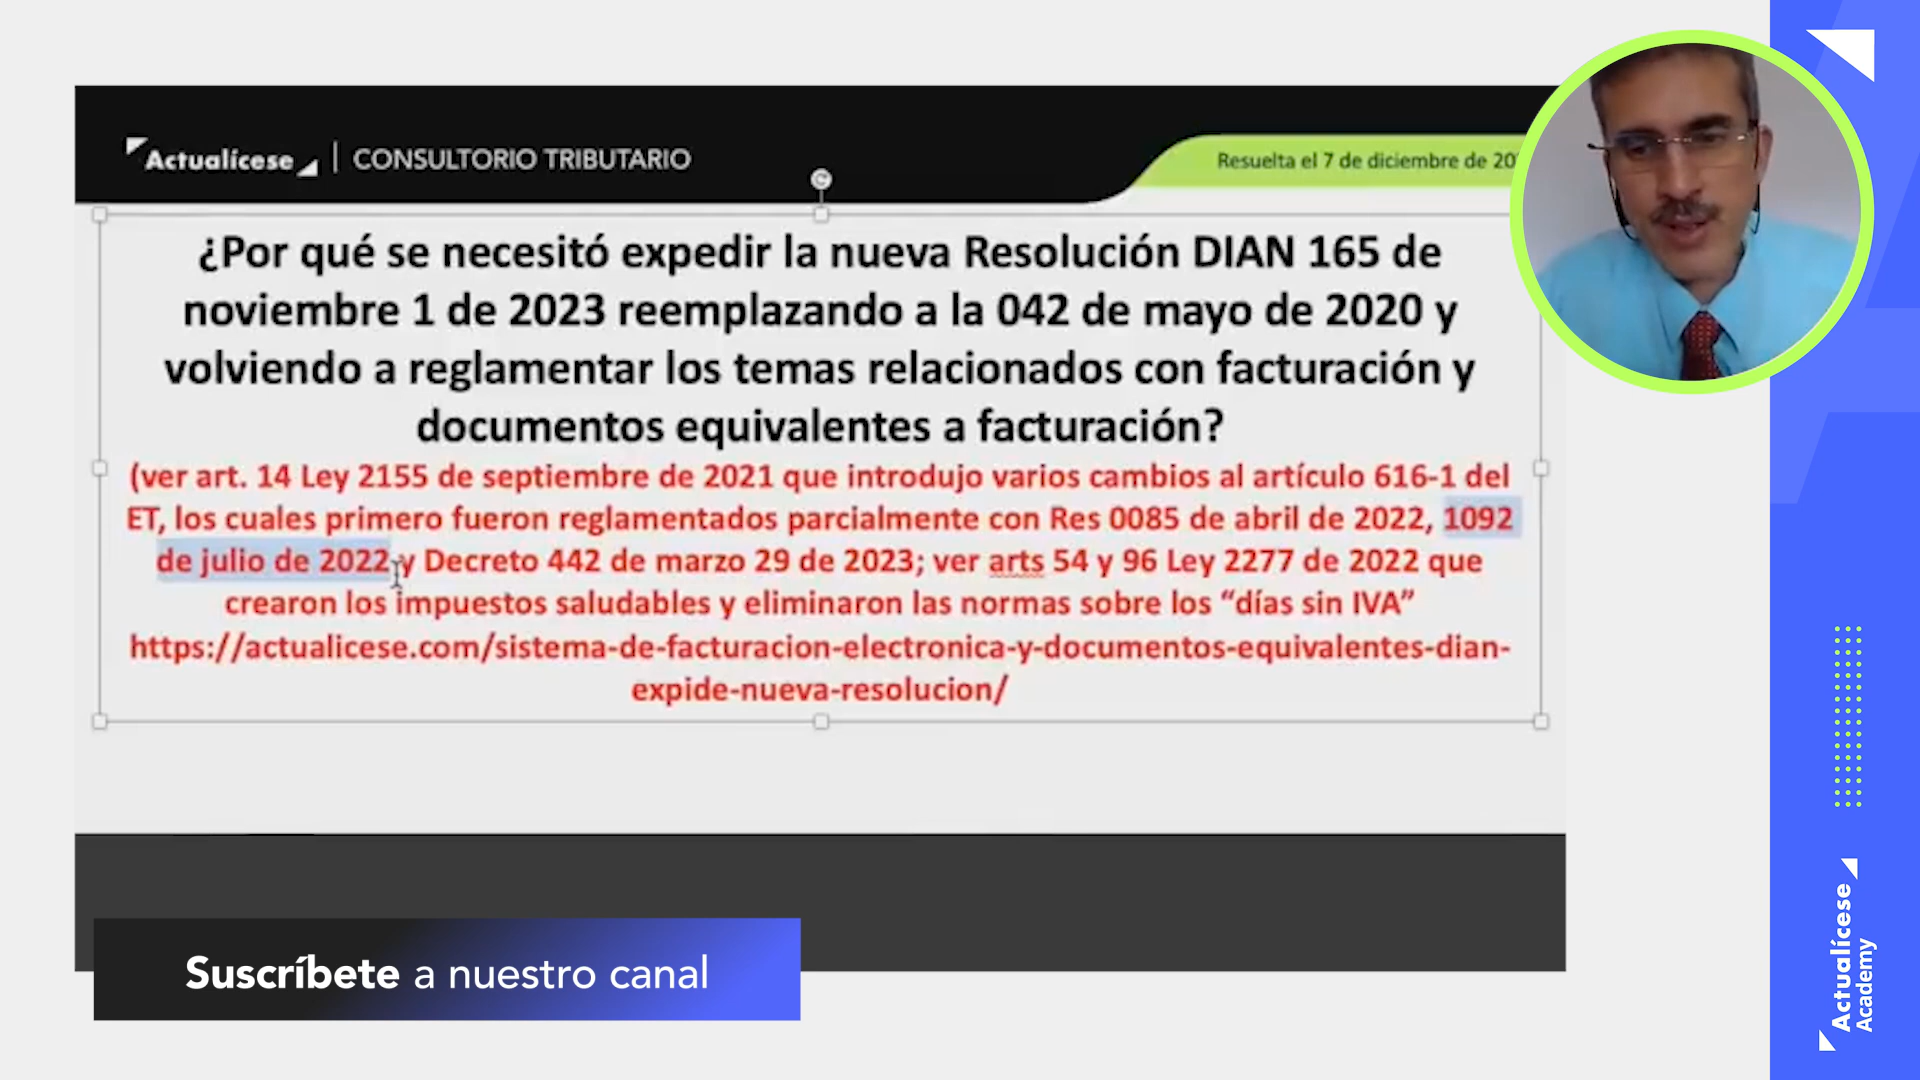 Actualícese | CONSULTORIO TRIBUTARIO
Resuelta el 7 de diciembre de
¿Por qué se necesitó expedir la nueva Resolución DIAN 165 de
noviembre 1 de 2023 reemplazando a la 042 de mayo de 2020 y
volviendo a reglamentar los temas relacionados con facturación y
documentos equivalentes a facturación?
(ver art. 14 Ley 2155 de septiembre de 2021 que introdujo varios cambios al artículo 616-1 del
ET, los cuales primero fueron reglamentados parcialmente con Res 0085 de abril de 2022, 1092
de julio de 2022 y Decreto 442 de marzo 29 de 2023; ver arts 54 y 96 Ley 2277 de 2022 que
crearon los impuestos saludables y eliminaron las normas sobre los “días sin IVA”
https://actualicese.com/sistema-de-facturacion-electronica-y-documentos-equivalentes-dian-
expide-nueva-resolucion/
Suscríbete a nuestro canal
Actualícese
Academy